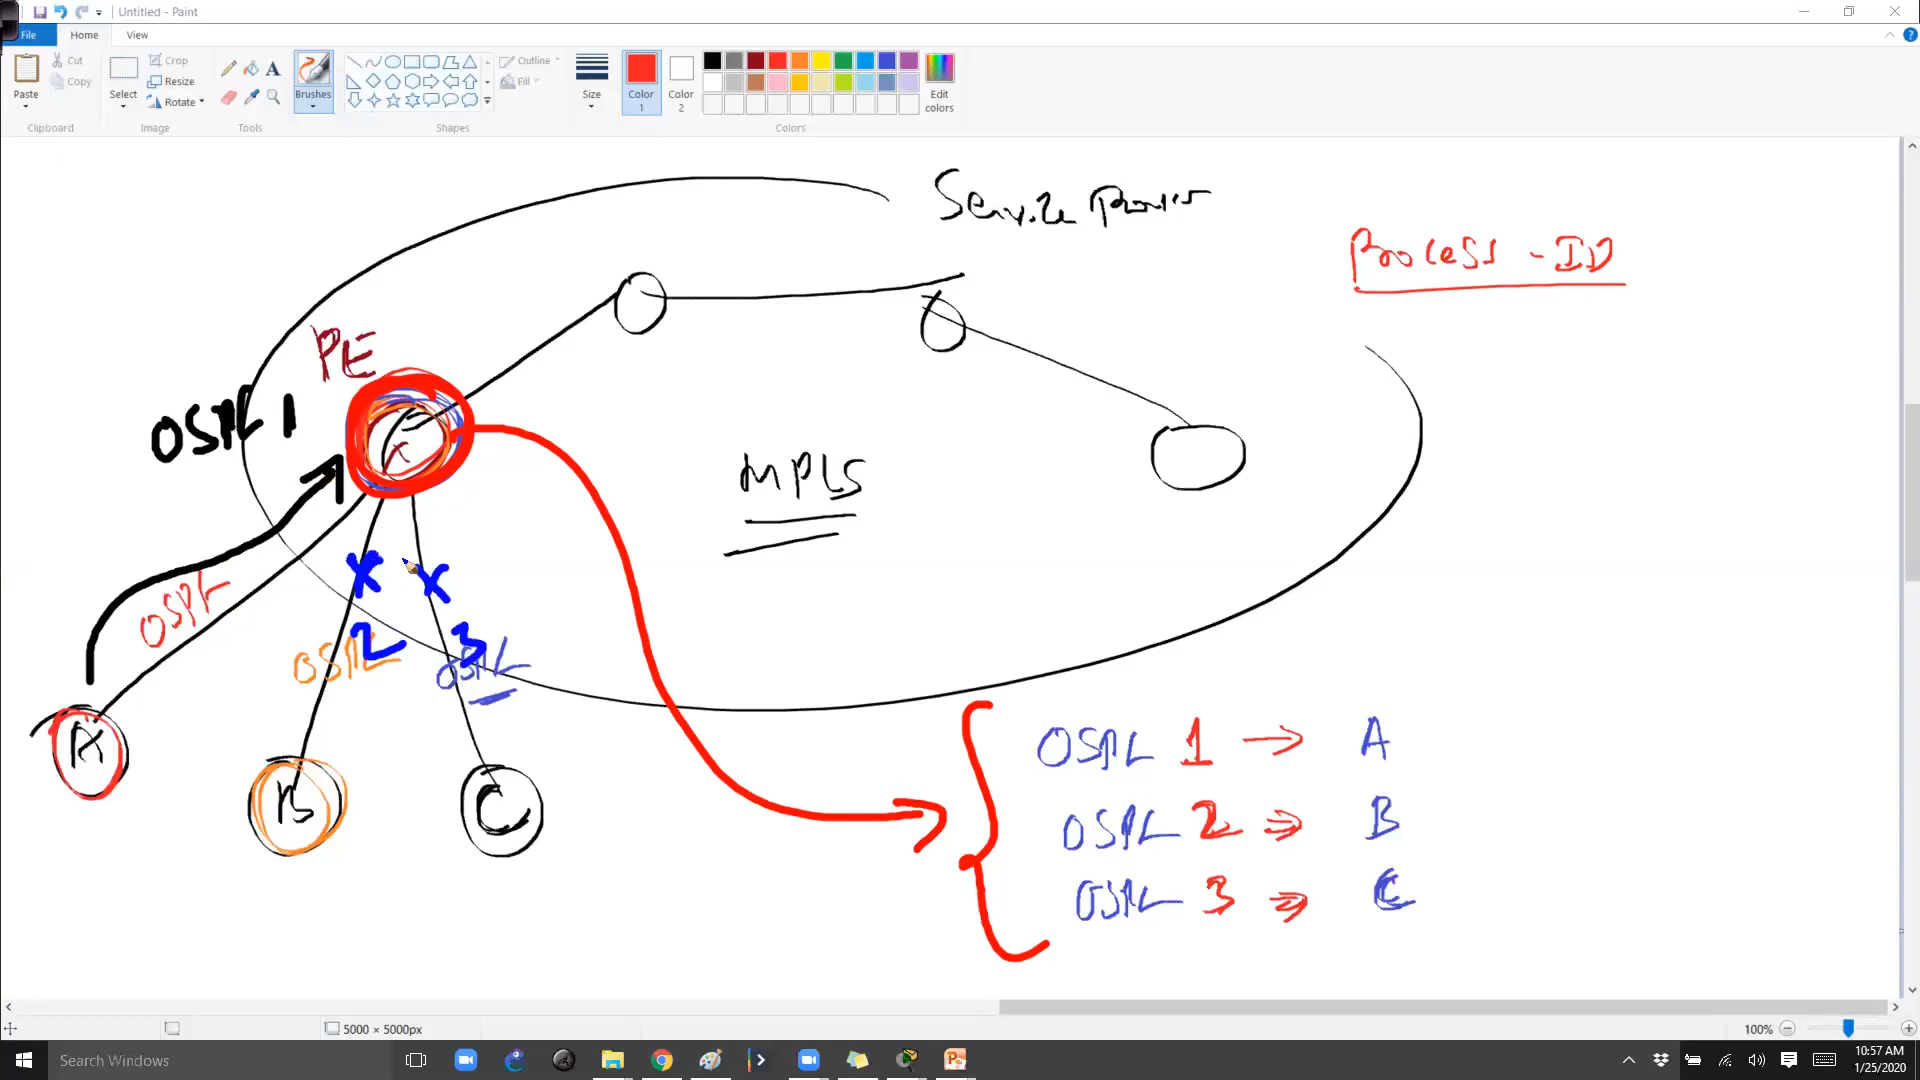 Untitled - Paint
File Home View
Paste
Cut
Copy
Clipboard
Select
Crop
Resize
Rotate
Image
Tools
Brushes
Shapes
Outline
Fill
Size
Color 1
Color 2
Edit colors
Colors
Service
Process - ID
PE
OSPF 1
MPLS
OSPF
OSPF 2
OSPF 3
A
B
C
OSPF 1 → A
OSPF 2 ⇒ B
OSPF 3 ⇒ C
5000 × 5000px
100%
Search Windows
10:57 AM
1/25/2020